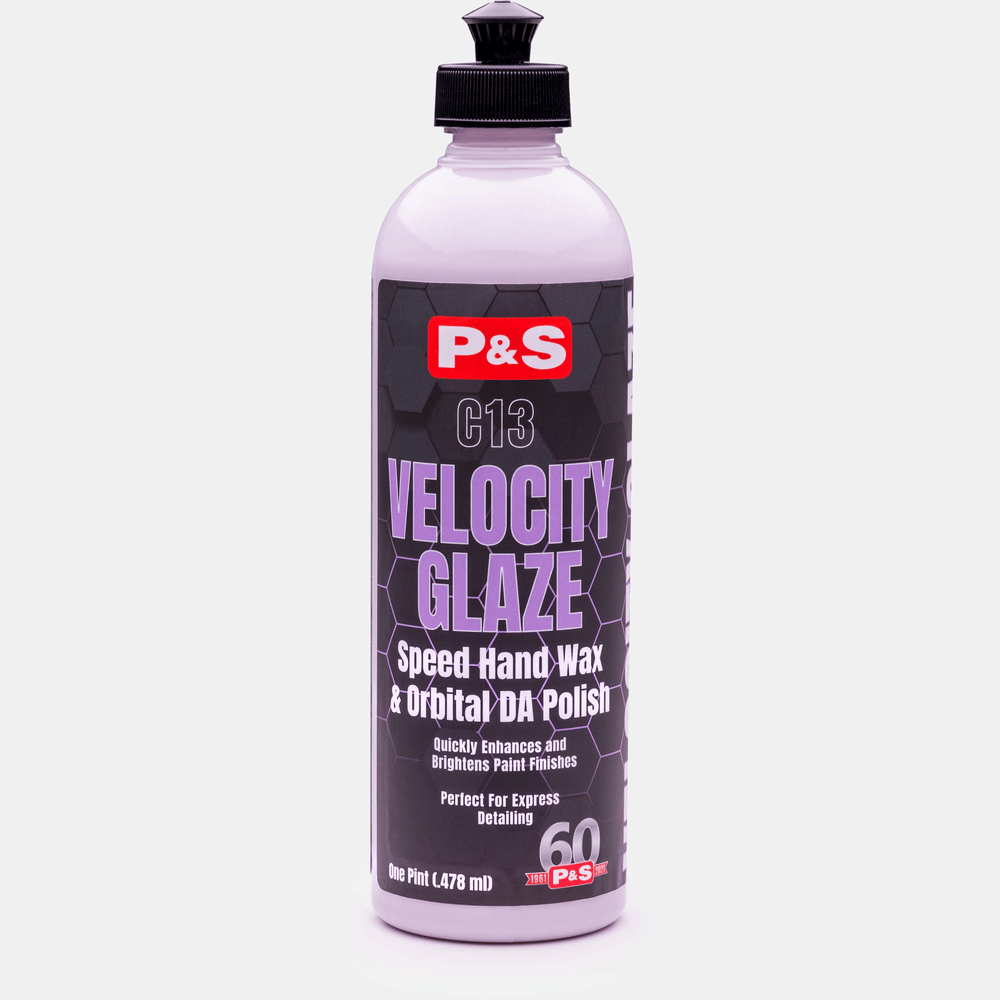 P&S
C13
VELOCITY
GLAZE
Speed Hand Wax
& Orbital DA Polish
Quickly Enhances and
Brightens Paint Finishes
Perfect For Express
Detailing
60
1961 P&S
One Pint (.478 ml)